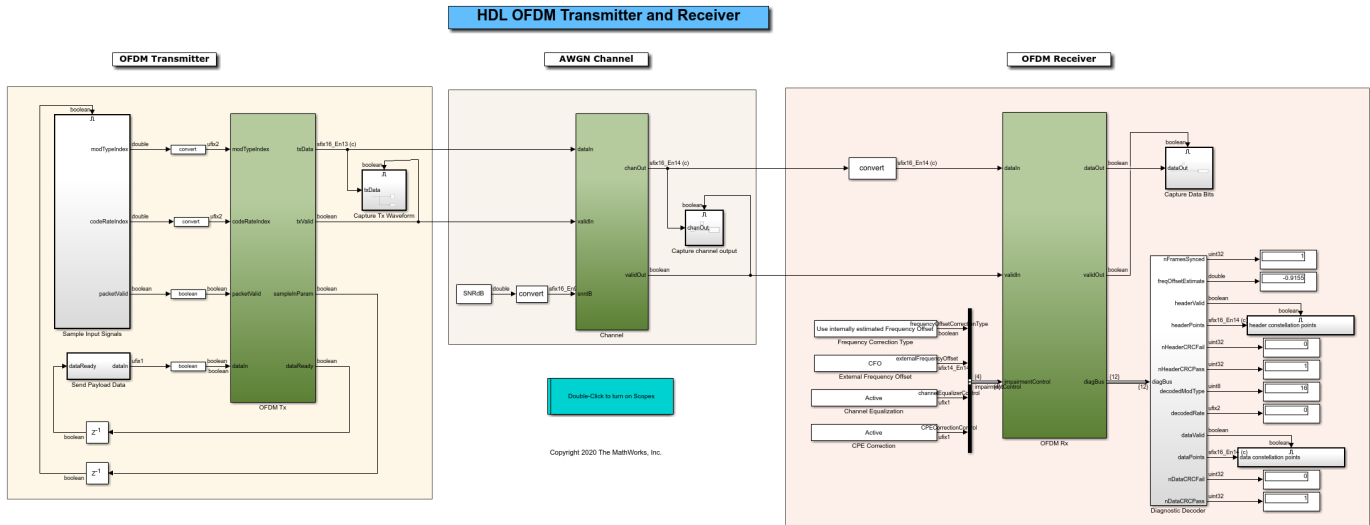 HDL OFDM Transmitter and Receiver
OFDM Transmitter
AWGN Channel
OFDM Receiver
boolean
modTypeIndex
double
convert
ufix2
modTypeIndex
txData
sfix16_En13 (c)
boolean
txData
Capture Tx Waveform
codeRateIndex
double
convert
ufix2
codeRateIndex
txValid
boolean
packetValid
boolean
boolean
boolean
packetValid
sampleInParam
boolean
Sample Input Signals
dataReady
dataIn
ufix1
boolean
boolean
boolean
dataIn
dataReady
boolean
Send Payload Data
OFDM Tx
Z-1
boolean
Z-1
boolean
dataIn
chanOut
sfix16_En14 (c)
validIn
boolean
chanOut
Capture channel output
validOut
boolean
SNRdB
double
convert
Channel
Double-Click to turn on Scopes
Copyright 2020 The MathWorks, Inc.
convert
sfix16_En14 (c)
dataIn
dataOut
boolean
boolean
dataOut
Capture Data Bits
validIn
validOut
boolean
Use internally estimated Frequency Offset
boolean
Frequency Correction Type
CFO
externalFrequencyOffset
sfix14_En14
External Frequency Offset
Active
ufix1
Channel Equalization
Active
ufix1
CPE Correction
{4}
impairmentControl
diagBus
{12}
{12}
diagBus
OFDM Rx
nFramesSynced
uint32
1
freqOffsetEstimate
double
-0.9155
headerValid
boolean
boolean
headerPoints
sfix16_En14 (c)
header constellation points
nHeaderCRCFail
uint32
0
nHeaderCRCPass
uint32
1
decodedModType
uint8
16
decodedRate
ufix2
0
dataValid
boolean
boolean
dataPoints
sfix16_En14 (c)
data constellation points
nDataCRCFail
uint32
0
nDataCRCPass
uint32
1
Diagnostic Decoder